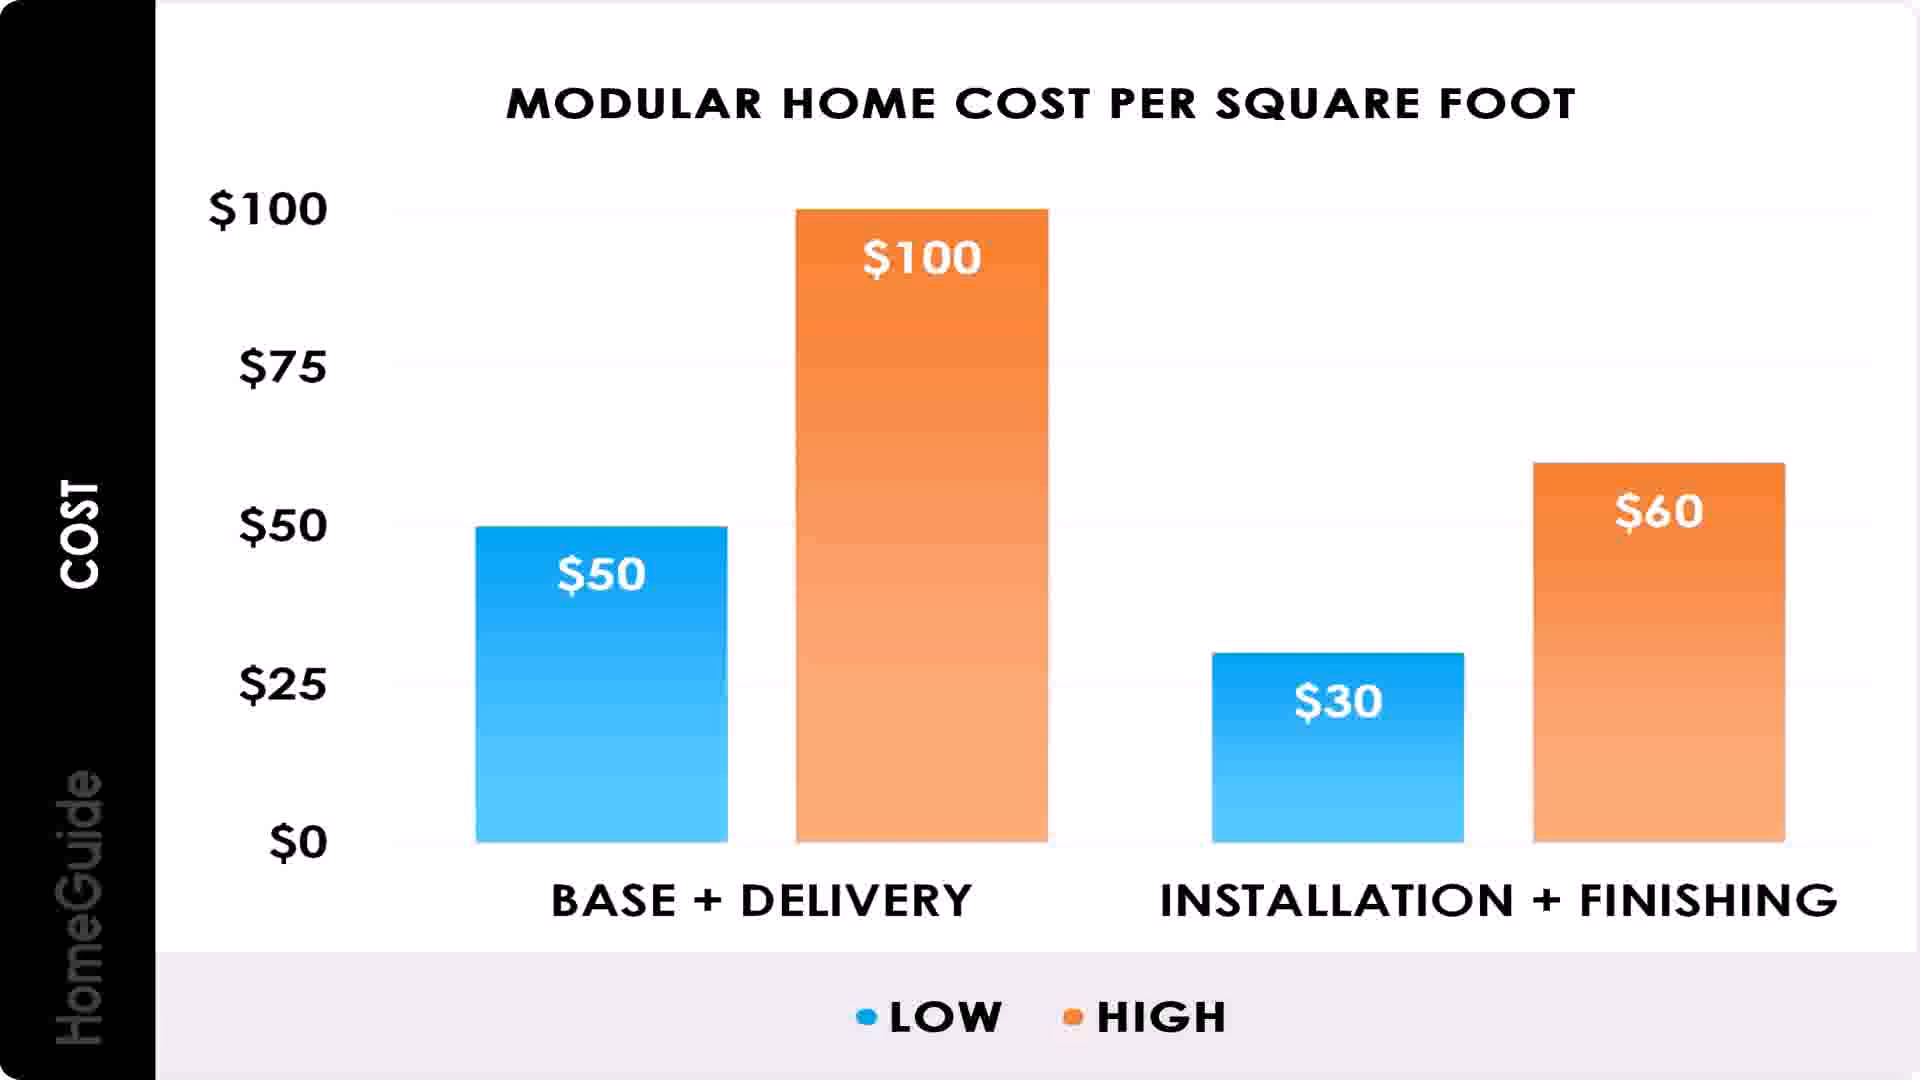 MODULAR HOME COST PER SQUARE FOOT
COST
HomeGuide
$100
$75
$50
$25
$0
$50
$100
$30
$60
BASE + DELIVERY
INSTALLATION + FINISHING
LOW
HIGH